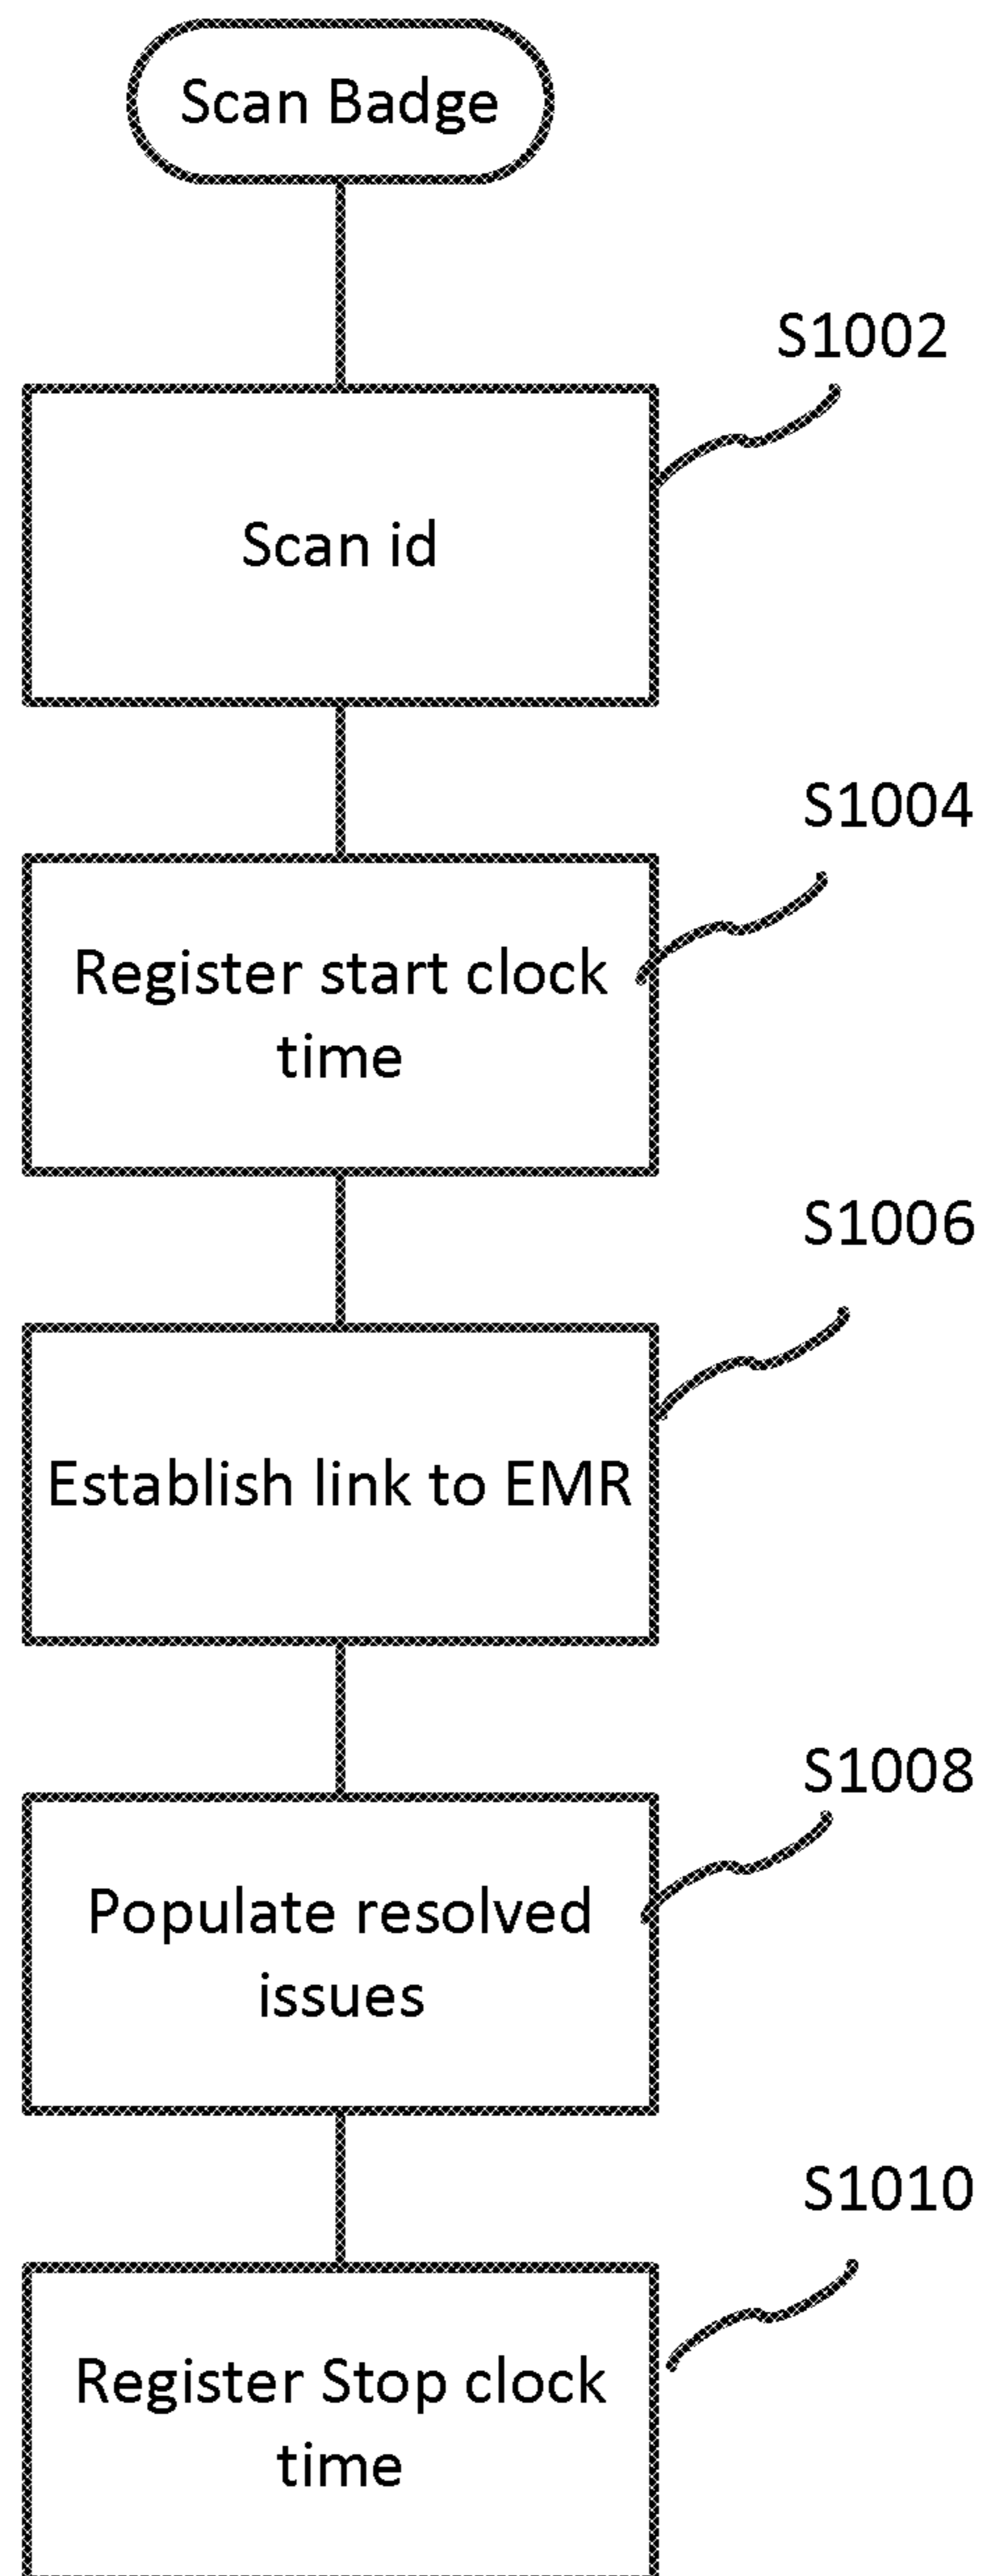 Scan Badge
S1002
Scan id
S1004
Register start clock
time
S1006
Establish link to EMR
S1008
Populate resolved
issues
S1010
Register Stop clock
time